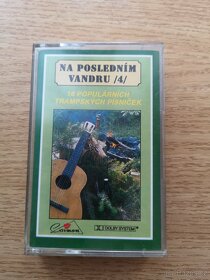 NA POSLEDNÍM
VANDRU /4/
16 POPULÁRNÍCH
TRAMPSKÝCH PÍSNIČEK
DOLBY SYSTEM